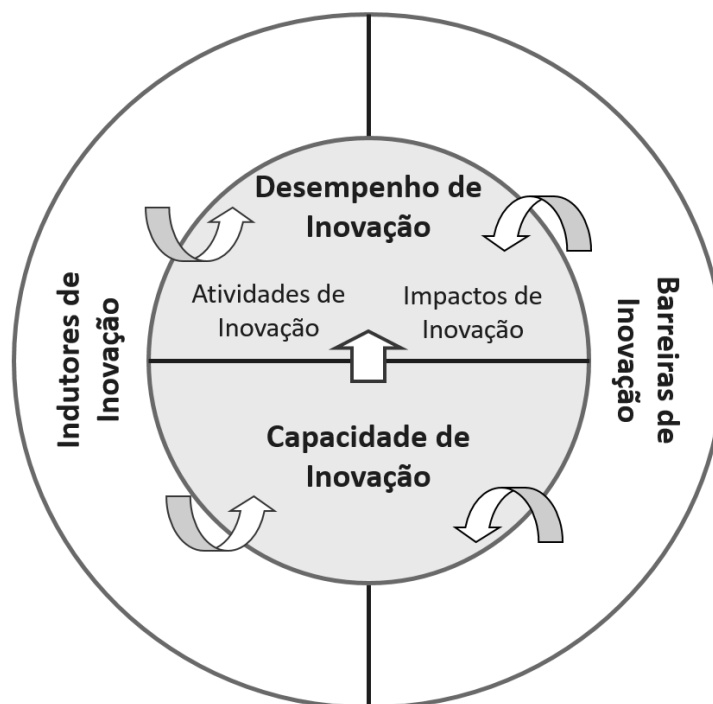 Desempenho de
Inovação
Atividades de
Inovação
Impactos de
Inovação
Indutores de
Inovação
Barreiras de
Inovação
Capacidade de
Inovação